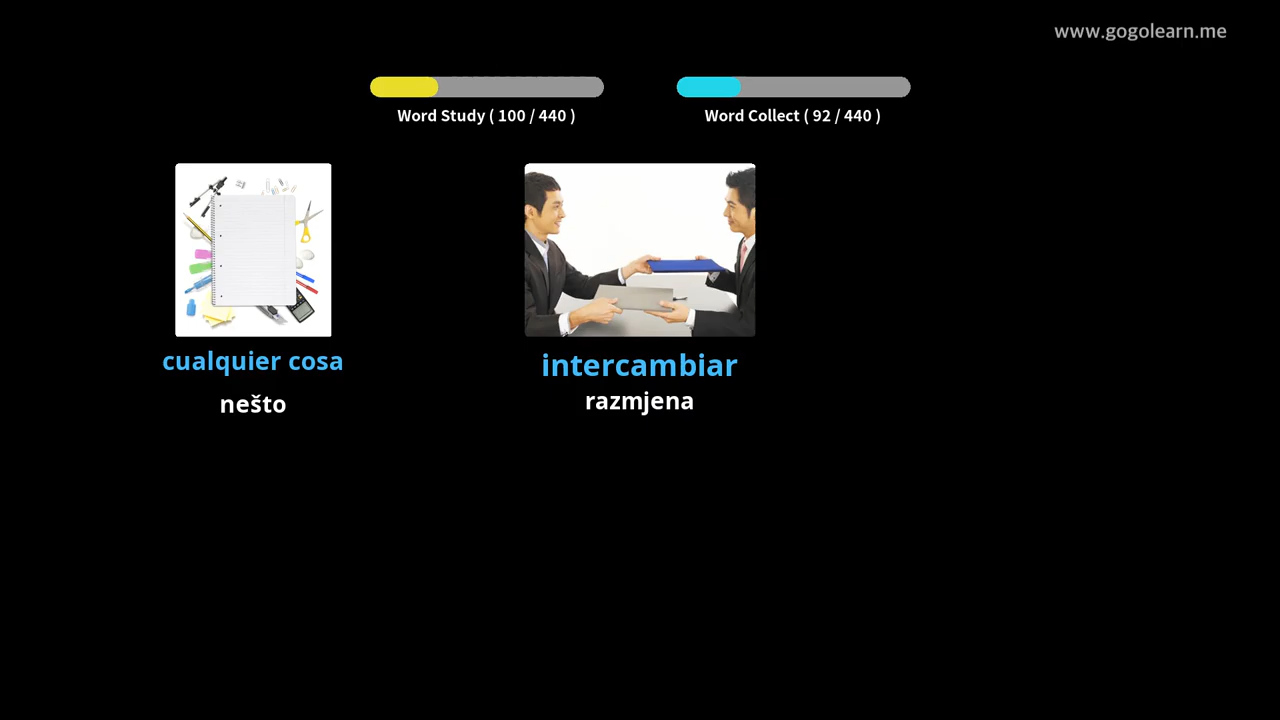 www.gogolearn.me
Word Study ( 100 / 440 )
Word Collect ( 92 / 440 )
cualquier cosa
nešto
intercambiar
razmjena